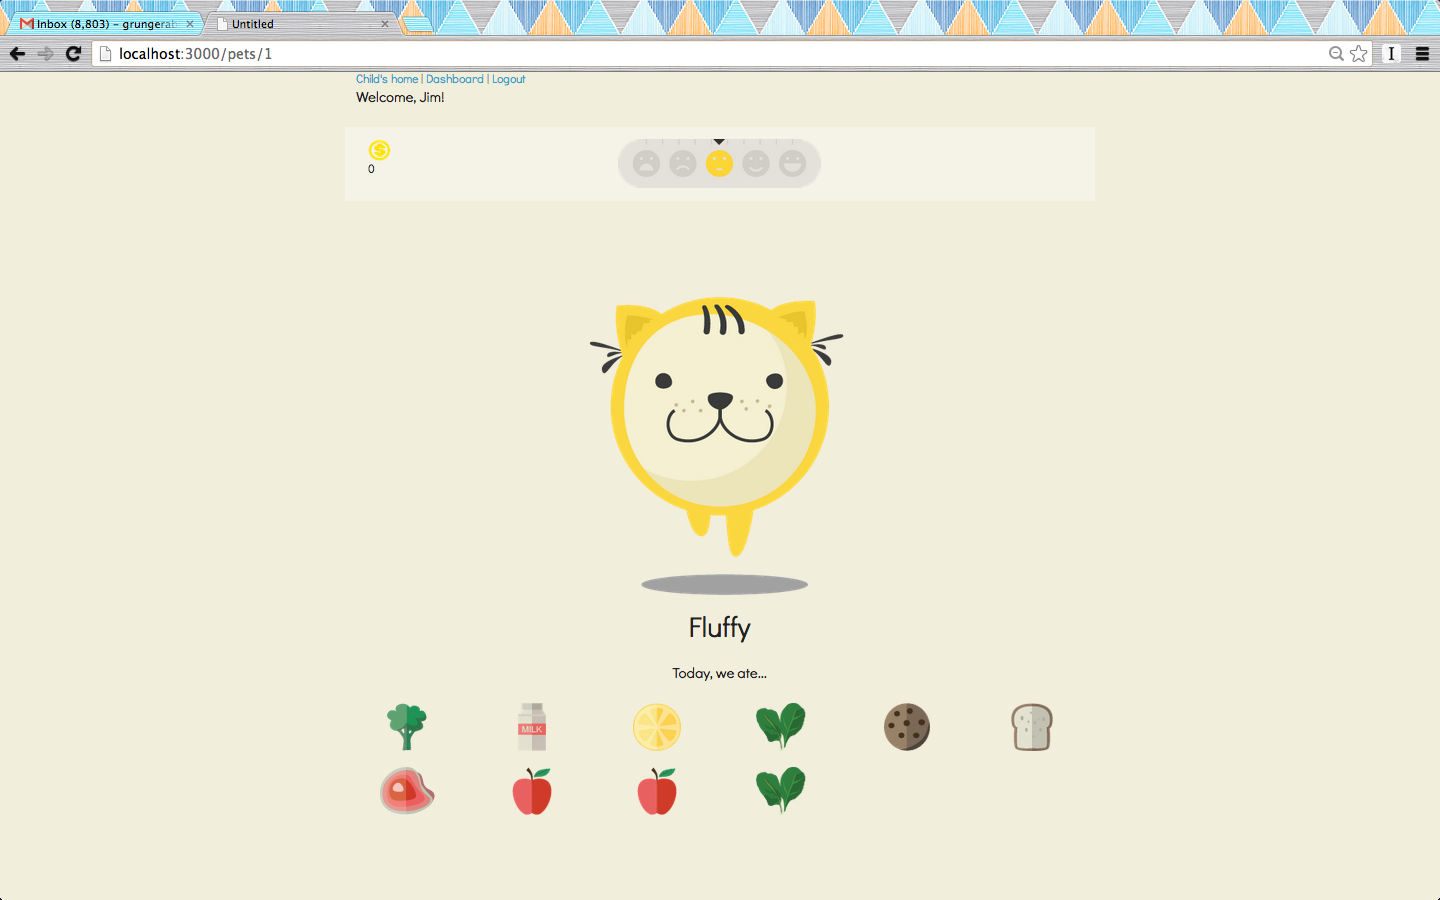 Inbox (8,803) – grungerab
Untitled
localhost:3000/pets/1
Child's home | Dashboard | Logout
Welcome, Jim!
0
Fluffy
Today, we ate...
MILK